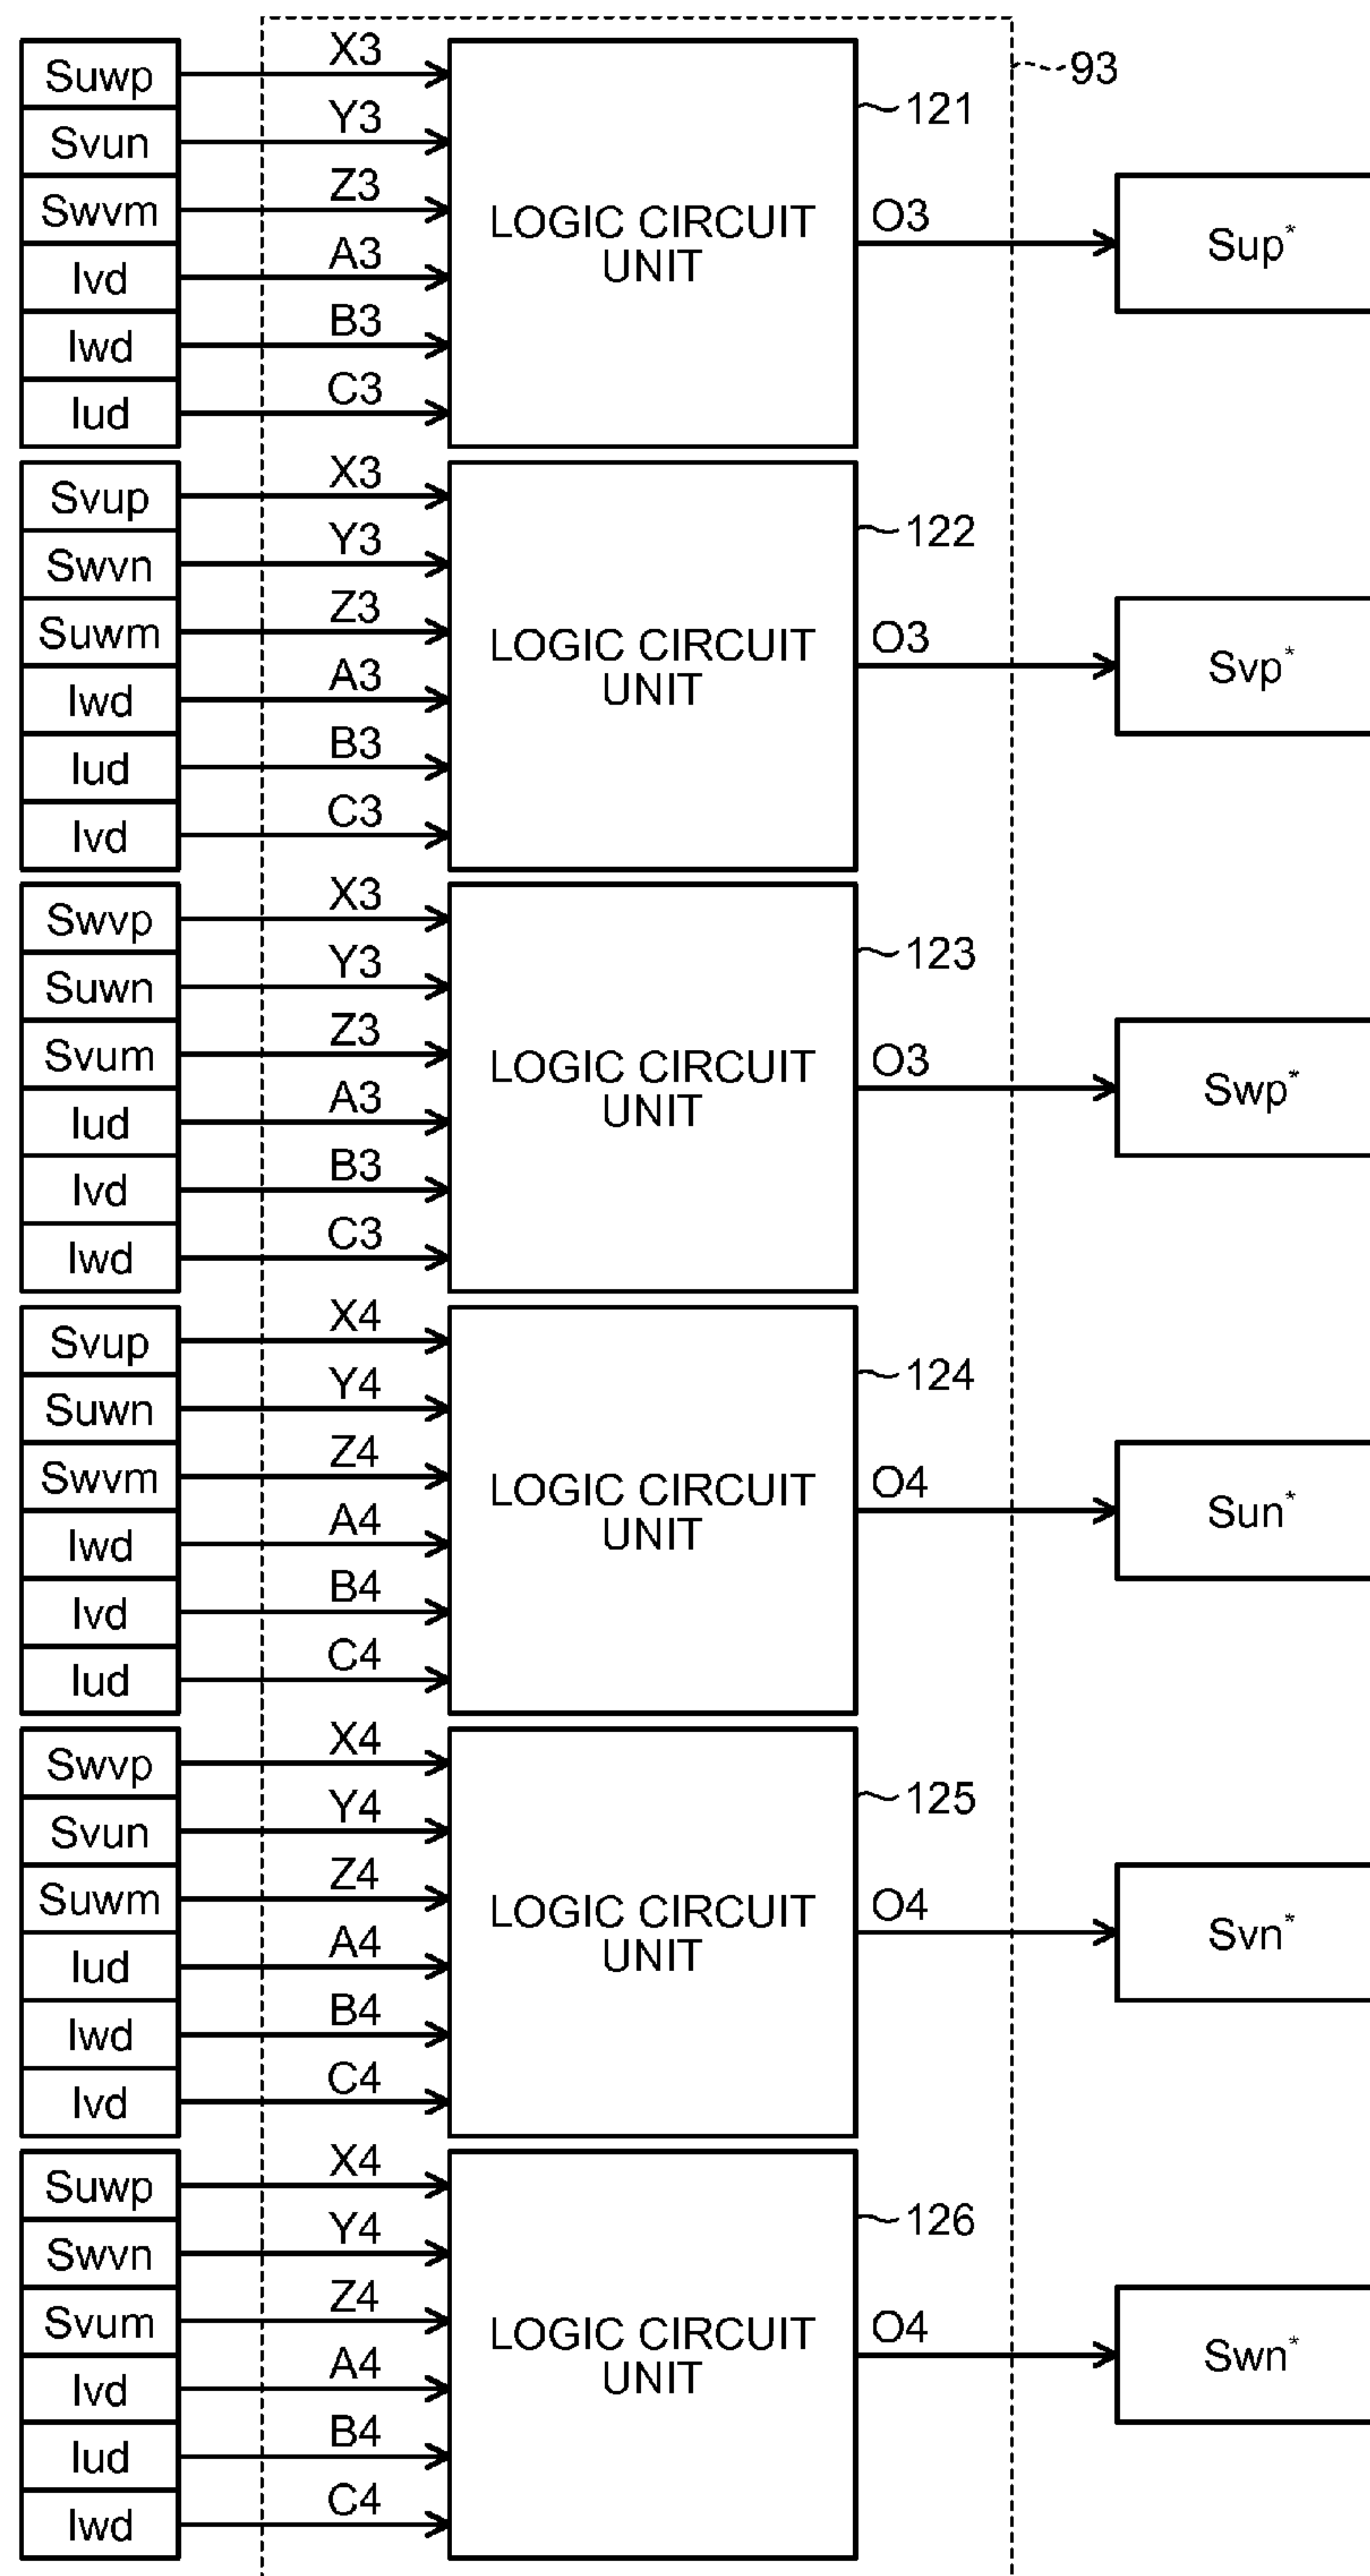 93
Suwp X3
Svun Y3
Swvm Z3
Ivd A3
Iwd B3
Iud C3
LOGIC CIRCUIT
UNIT
121
O3
Sup*
Svup X3
Swvn Y3
Suwm Z3
Iwd A3
Iud B3
Ivd C3
LOGIC CIRCUIT
UNIT
122
O3
Svp*
Swvp X3
Suwn Y3
Svum Z3
Iud A3
Ivd B3
Iwd C3
LOGIC CIRCUIT
UNIT
123
O3
Swp*
Svup X4
Suwn Y4
Swvm Z4
Iwd A4
Ivd B4
Iud C4
LOGIC CIRCUIT
UNIT
124
O4
Sun*
Swvp X4
Svun Y4
Suwm Z4
Iud A4
Iwd B4
Ivd C4
LOGIC CIRCUIT
UNIT
125
O4
Svn*
Suwp X4
Swvn Y4
Svum Z4
Ivd A4
Iud B4
Iwd C4
LOGIC CIRCUIT
UNIT
126
O4
Swn*